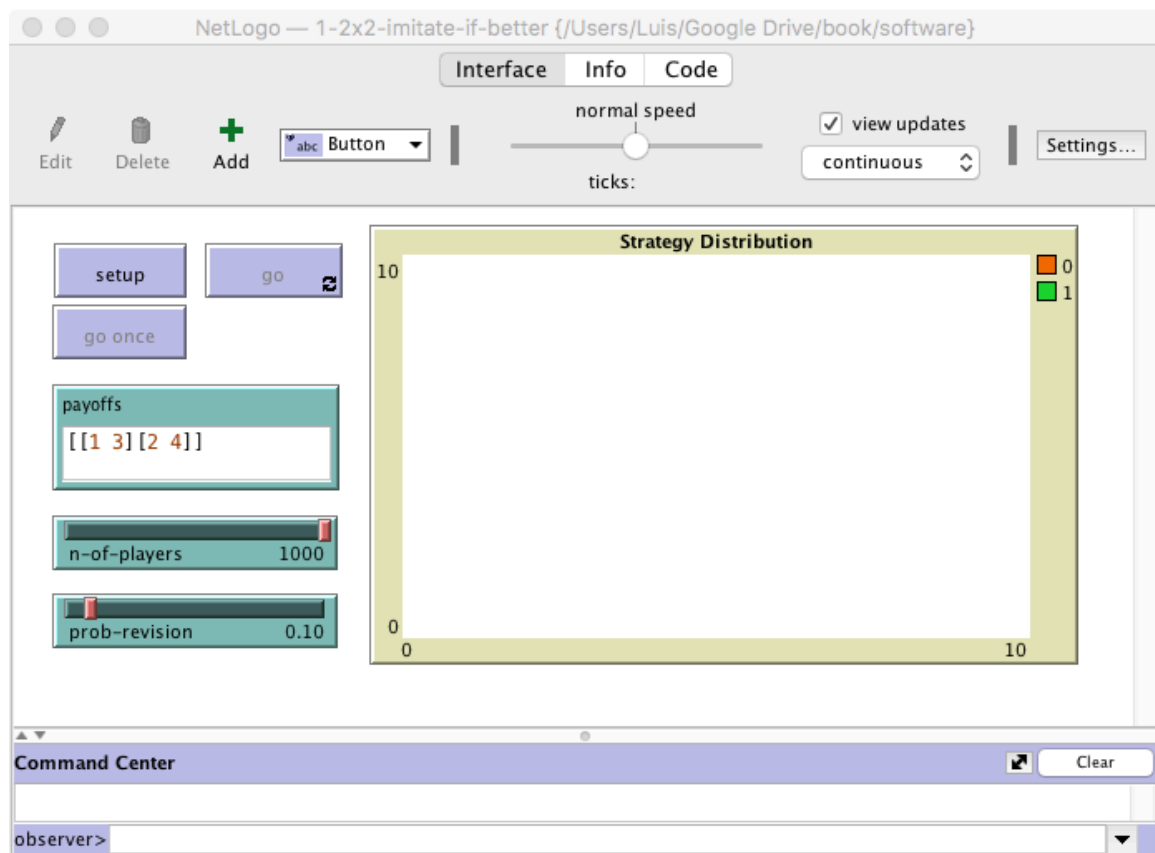 NetLogo — 1-2x2-imitate-if-better {/Users/Luis/Google Drive/book/software}
Interface Info Code
Edit Delete Add
abc Button
normal speed
ticks:
view updates
continuous
Settings...
setup go
go once
payoffs
[[1 3][2 4]]
n-of-players 1000
prob-revision 0.10
Strategy Distribution
10
0
0 10
0
1
Command Center Clear
observer>